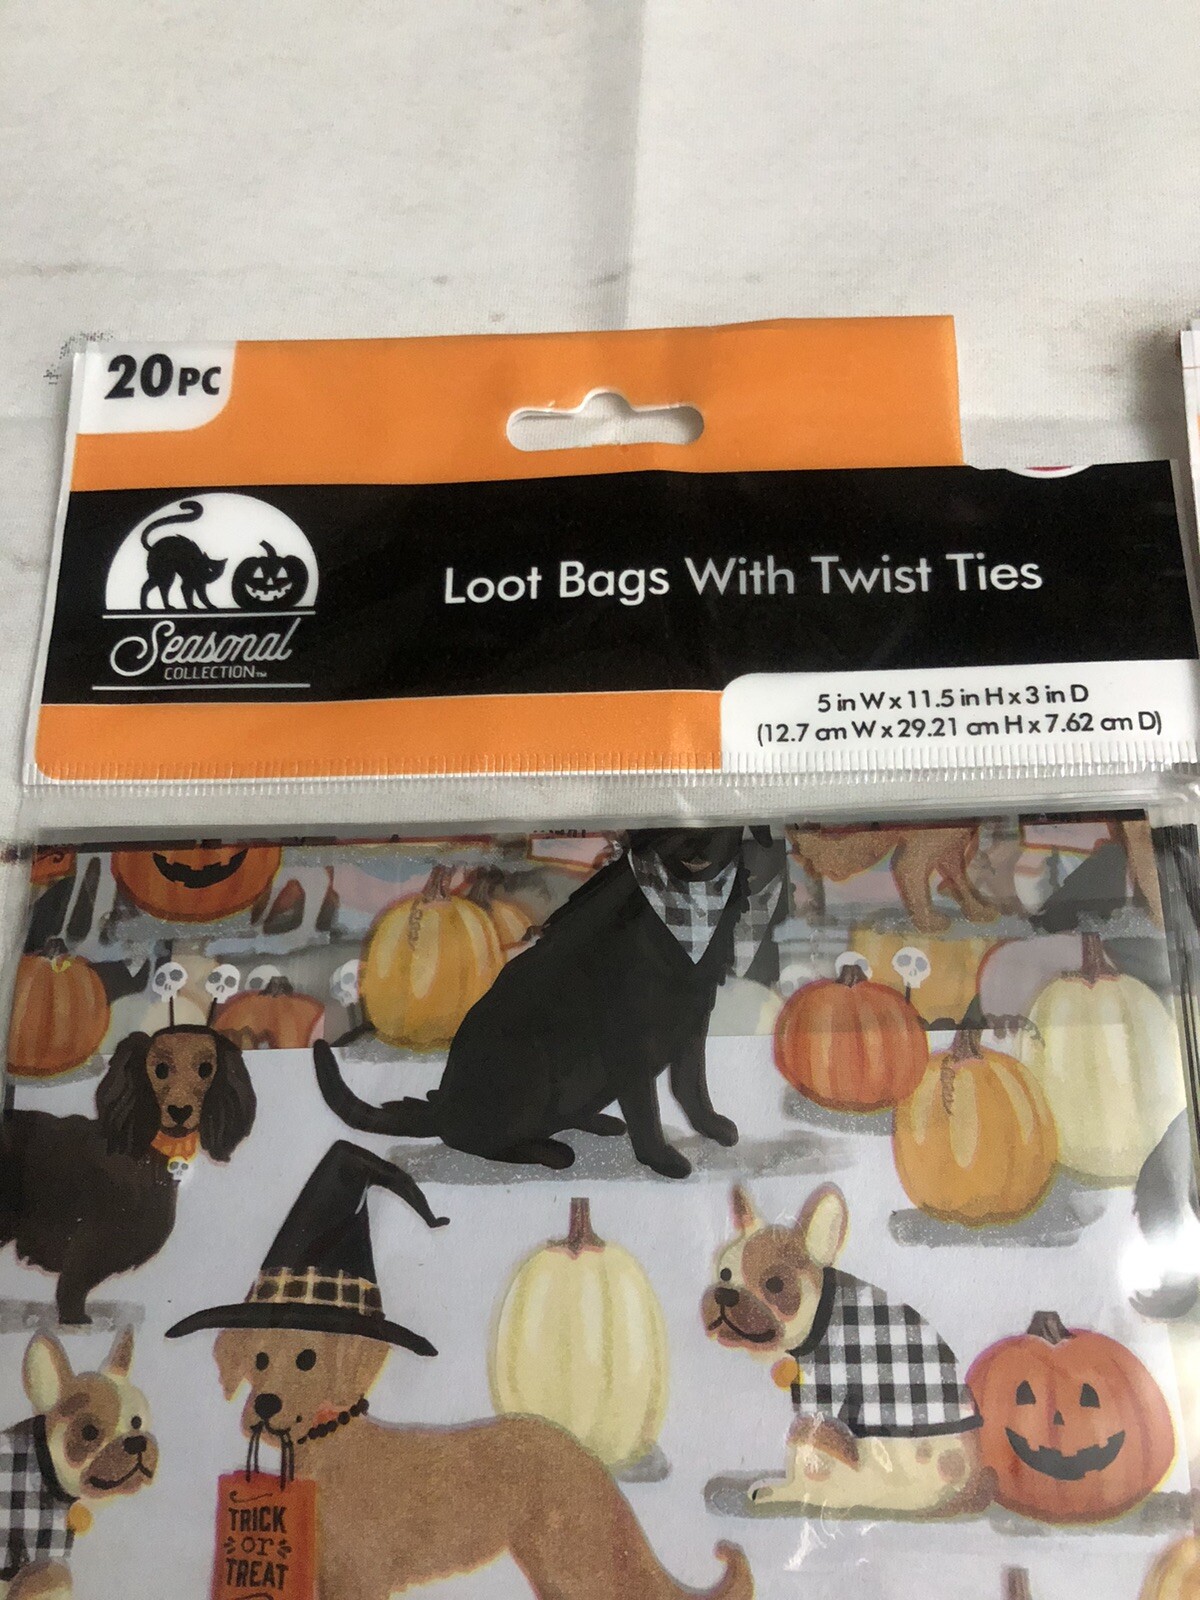 20PC
Loot Bags With Twist Ties
Seasonal
COLLECTION™
5 in W x 11.5 in H x 3 in D
(12.7 cm W x 29.21 cm H x 7.62 cm D)
TRICK
or
TREAT